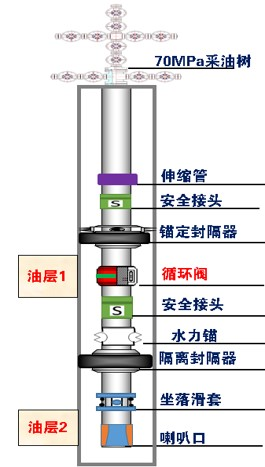 70MPa采油树
伸缩管
安全接头
S
锚定封隔器
油层1
循环阀
安全接头
S
水力锚
隔离封隔器
坐落滑套
油层2
喇叭口